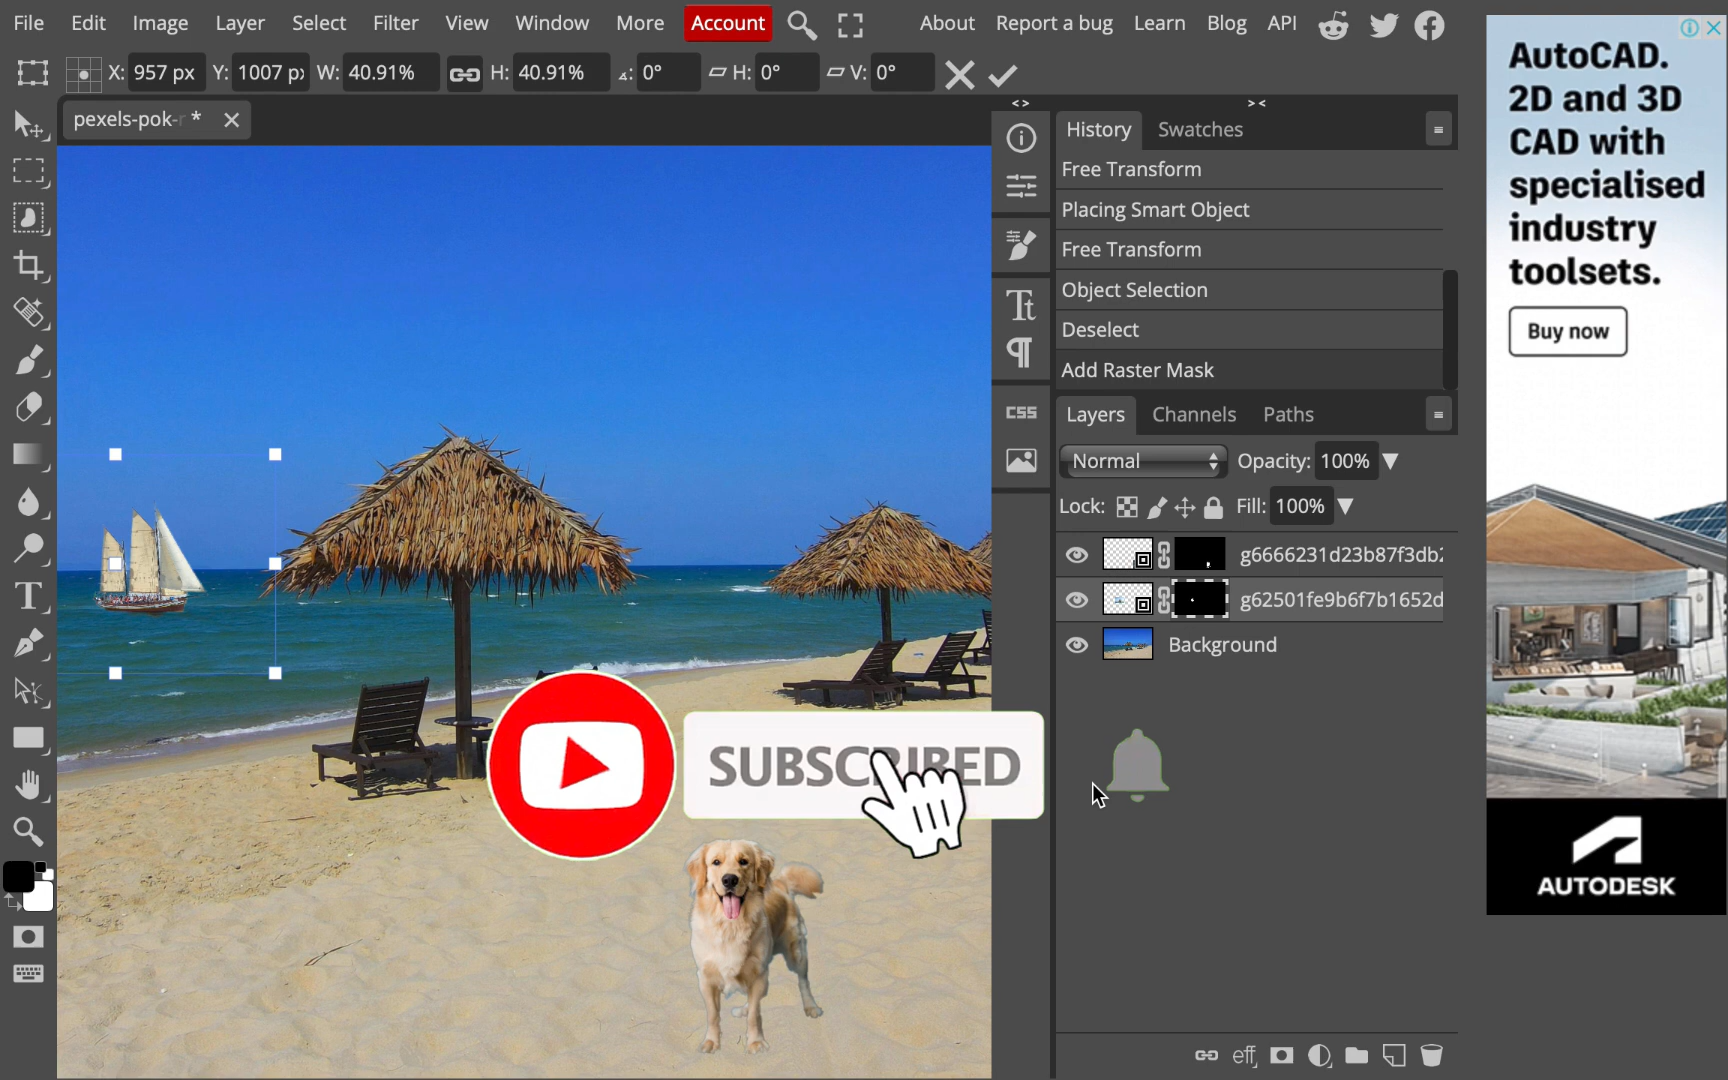 File Edit Image Layer Select Filter View Window More Account About Report a bug Learn Blog API
X: 957 px Y: 1007 p W: 40.91% H: 40.91% : 0° H: 0° V: 0°
pexels-pok-r *
History Swatches
Free Transform
Placing Smart Object
Free Transform
Object Selection
Deselect
Add Raster Mask
CSS
Layers Channels Paths
Normal Opacity: 100%
Lock: Fill: 100%
g6666231d23b87f3db2
g62501fe9b6f7b1652d
Background
eff
SUBSCRIBED
AutoCAD.
2D and 3D
CAD with
specialised
industry
toolsets.
Buy now
AUTODESK